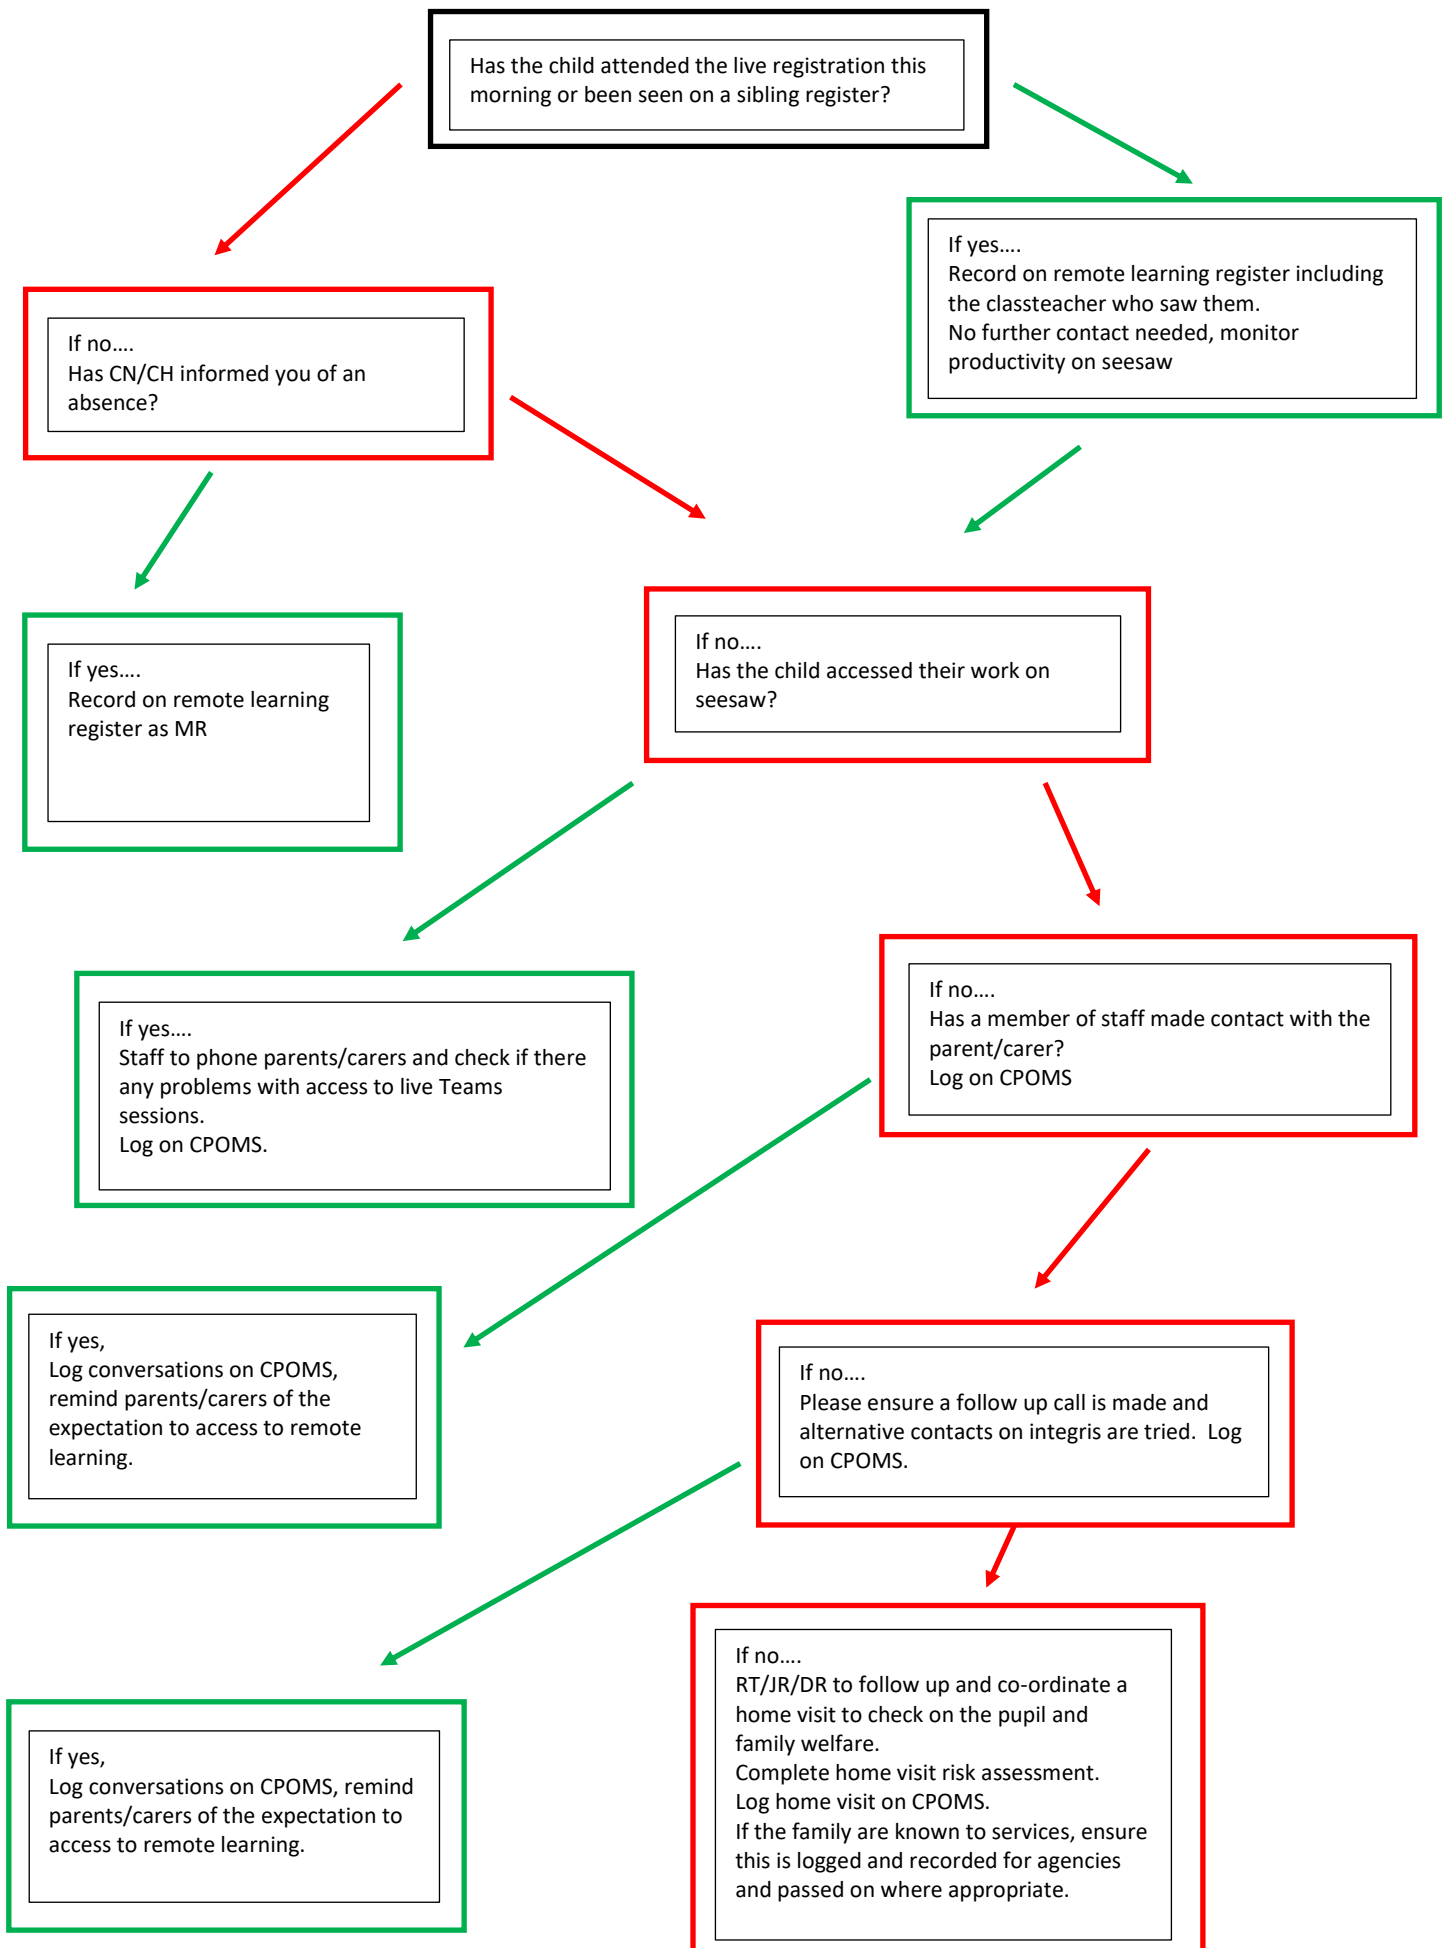 Has the child attended the live registration this
morning or been seen on a sibling register?
If yes….
Record on remote learning register including
the classteacher who saw them.
No further contact needed, monitor
productivity on seesaw
If no….
Has CN/CH informed you of an
absence?
If yes….
Record on remote learning
register as MR
If no….
Has the child accessed their work on
seesaw?
If yes….
Staff to phone parents/carers and check if there
any problems with access to live Teams
sessions.
Log on CPOMS.
If no….
Has a member of staff made contact with the
parent/carer?
Log on CPOMS
If yes,
Log conversations on CPOMS,
remind parents/carers of the
expectation to access to remote
learning.
If no….
Please ensure a follow up call is made and
alternative contacts on integris are tried.  Log
on CPOMS.
If yes,
Log conversations on CPOMS, remind
parents/carers of the expectation to
access to remote learning.
If no….
RT/JR/DR to follow up and co-ordinate a
home visit to check on the pupil and
family welfare.
Complete home visit risk assessment.
Log home visit on CPOMS.
If the family are known to services, ensure
this is logged and recorded for agencies
and passed on where appropriate.